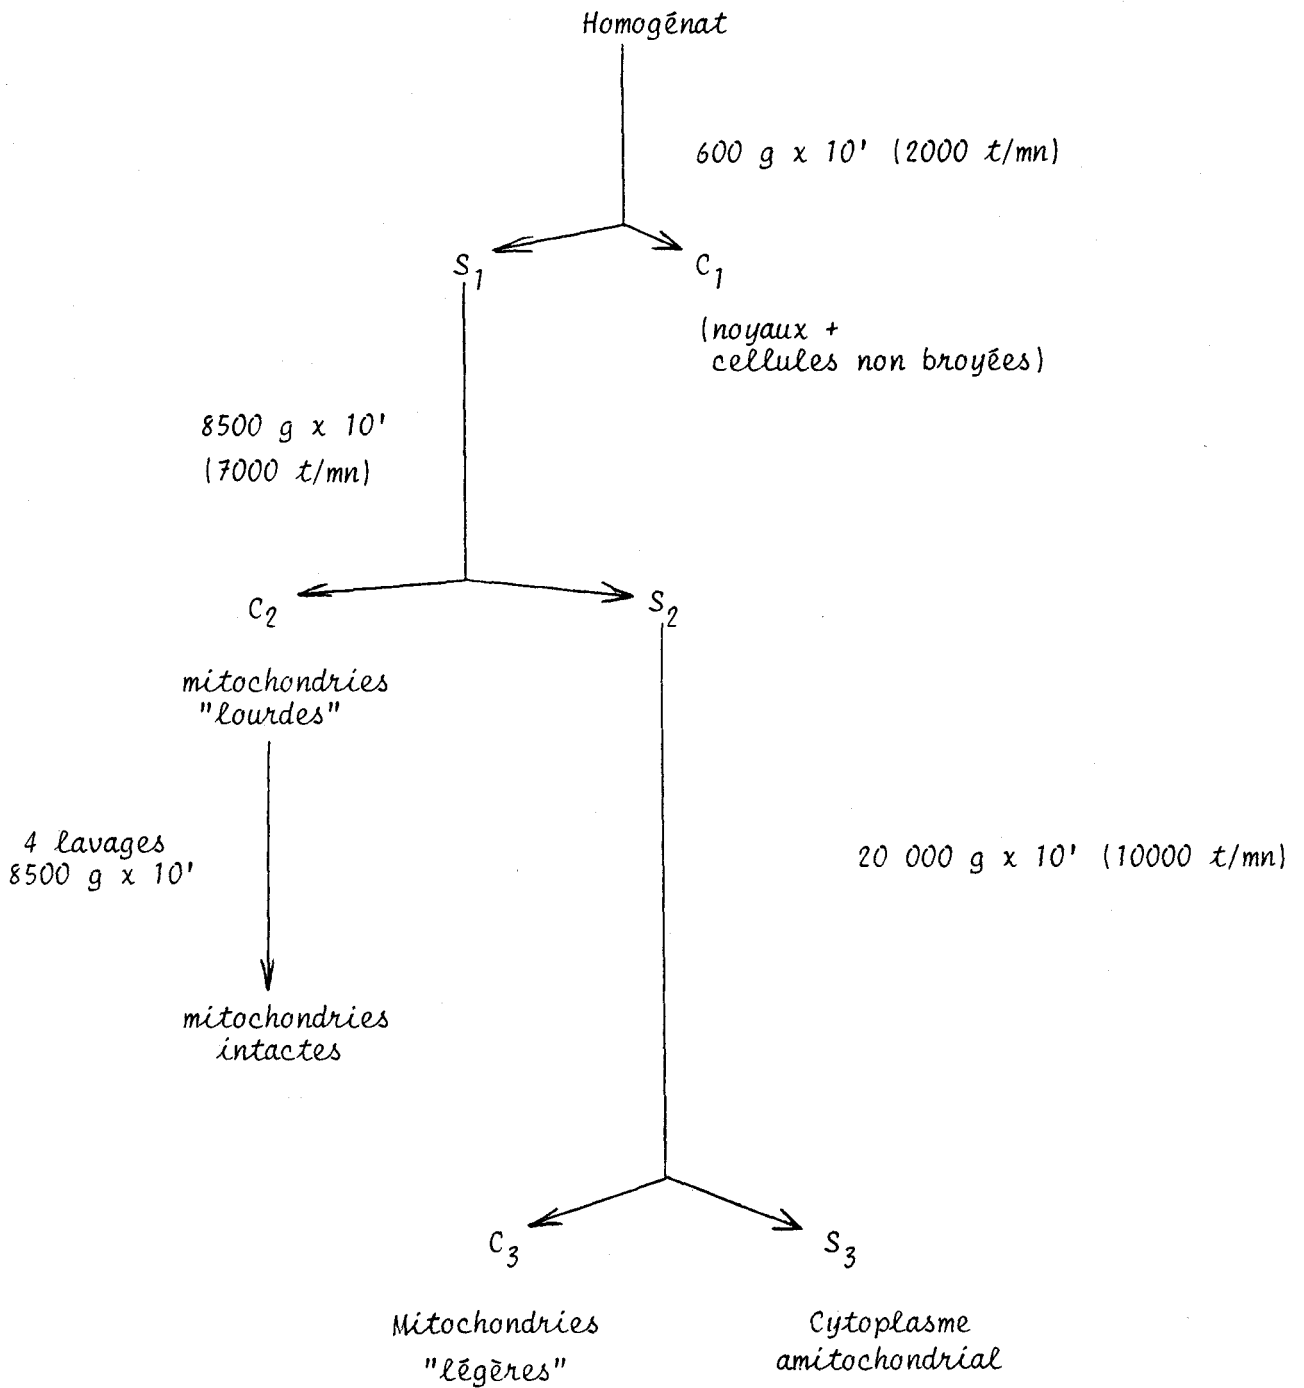 Homogénat
600 g x 10' (2000 t/mn)
S1
C1
(noyaux +
cellules non broyées)
8500 g x 10'
(7000 t/mn)
C2
S2
mitochondries
"lourdes"
4 lavages
8500 g x 10'
20 000 g x 10' (10000 t/mn)
mitochondries
intactes
C3
S3
Mitochondries
"légères"
Cytoplasme
amitochondrial